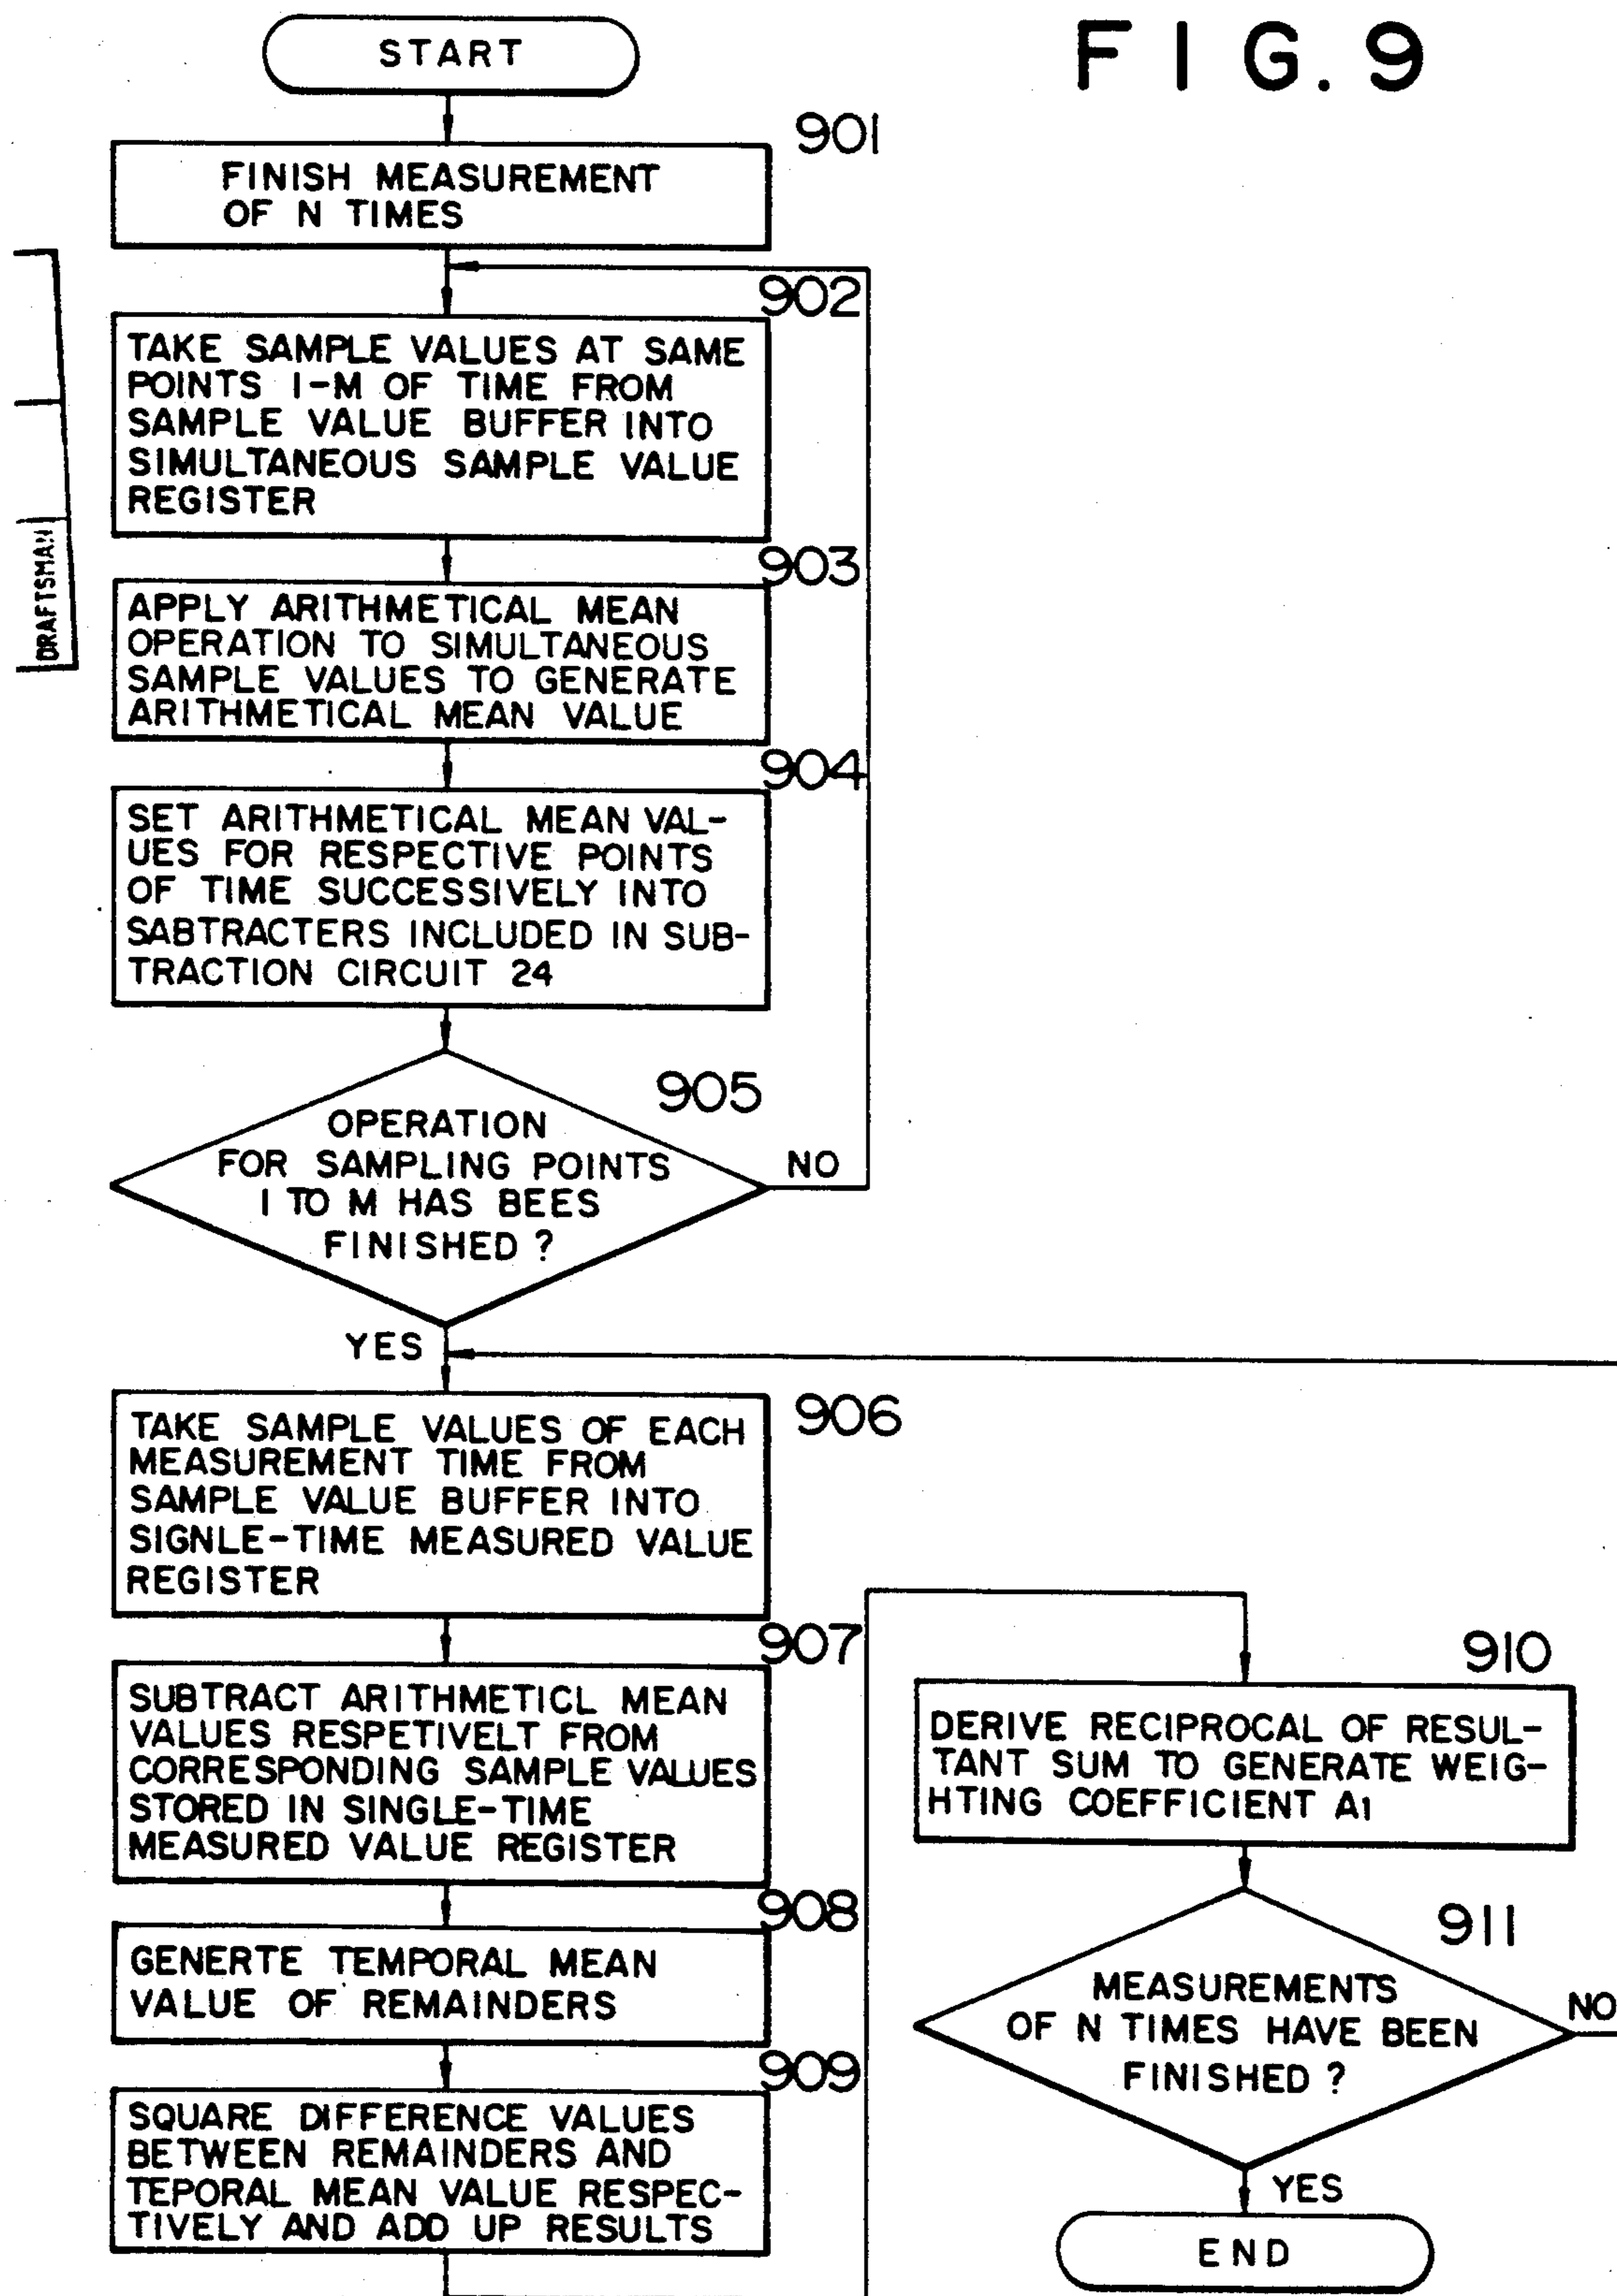 START
FIG. 9
901
FINISH MEASUREMENT
OF N TIMES
902
TAKE SAMPLE VALUES AT SAME
POINTS 1-M OF TIME FROM
SAMPLE VALUE BUFFER INTO
SIMULTANEOUS SAMPLE VALUE
REGISTER
DRAFTSMAN
903
APPLY ARITHMETICAL MEAN
OPERATION TO SIMULTANEOUS
SAMPLE VALUES TO GENERATE
ARITHMETICAL MEAN VALUE
904
SET ARITHMETICAL MEAN VAL-
UES FOR RESPECTIVE POINTS
OF TIME SUCCESSIVELY INTO
SABTRACTERS INCLUDED IN SUB-
TRACTION CIRCUIT 24
905
OPERATION
FOR SAMPLING POINTS
1 TO M HAS BEES
FINISHED ?
NO
YES
906
TAKE SAMPLE VALUES OF EACH
MEASUREMENT TIME FROM
SAMPLE VALUE BUFFER INTO
SIGNLE-TIME MEASURED VALUE
REGISTER
907
SUBTRACT ARITHMETICL MEAN
VALUES RESPETIVELT FROM
CORRESPONDING SAMPLE VALUES
STORED IN SINGLE-TIME
MEASURED VALUE REGISTER
908
GENERTE TEMPORAL MEAN
VALUE OF REMAINDERS
909
SQUARE DIFFERENCE VALUES
BETWEEN REMAINDERS AND
TEPORAL MEAN VALUE RESPEC-
TIVELY AND ADD UP RESULTS
910
DERIVE RECIPROCAL OF RESUL-
TANT SUM TO GENERATE WEIG-
HTING COEFFICIENT A1
911
MEASUREMENTS
OF N TIMES HAVE BEEN
FINISHED ?
NO
YES
END